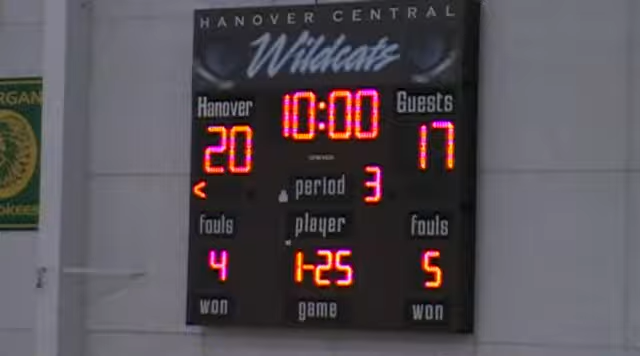 HANOVER CENTRAL
Wildcats
Hanover 10:00 Guests
20 17
< period 3
fouls player fouls
4 1-25 5
won game won
RGAN